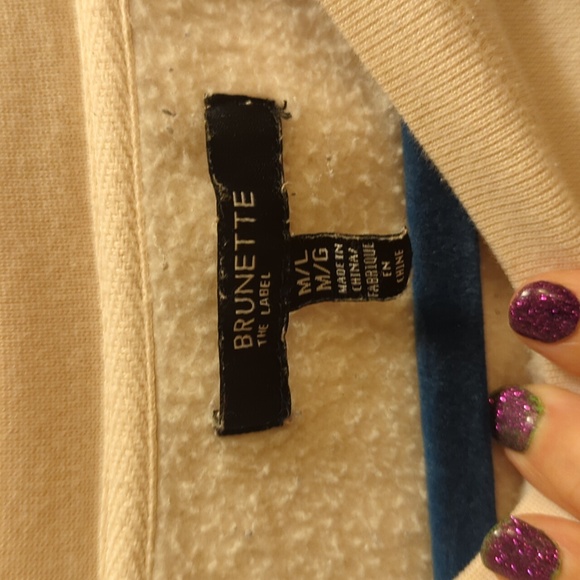 BRUNETTE
THE LABEL
M/L
M/G
MADE IN
CHINA/
FABRIQUE
EN
CHINE